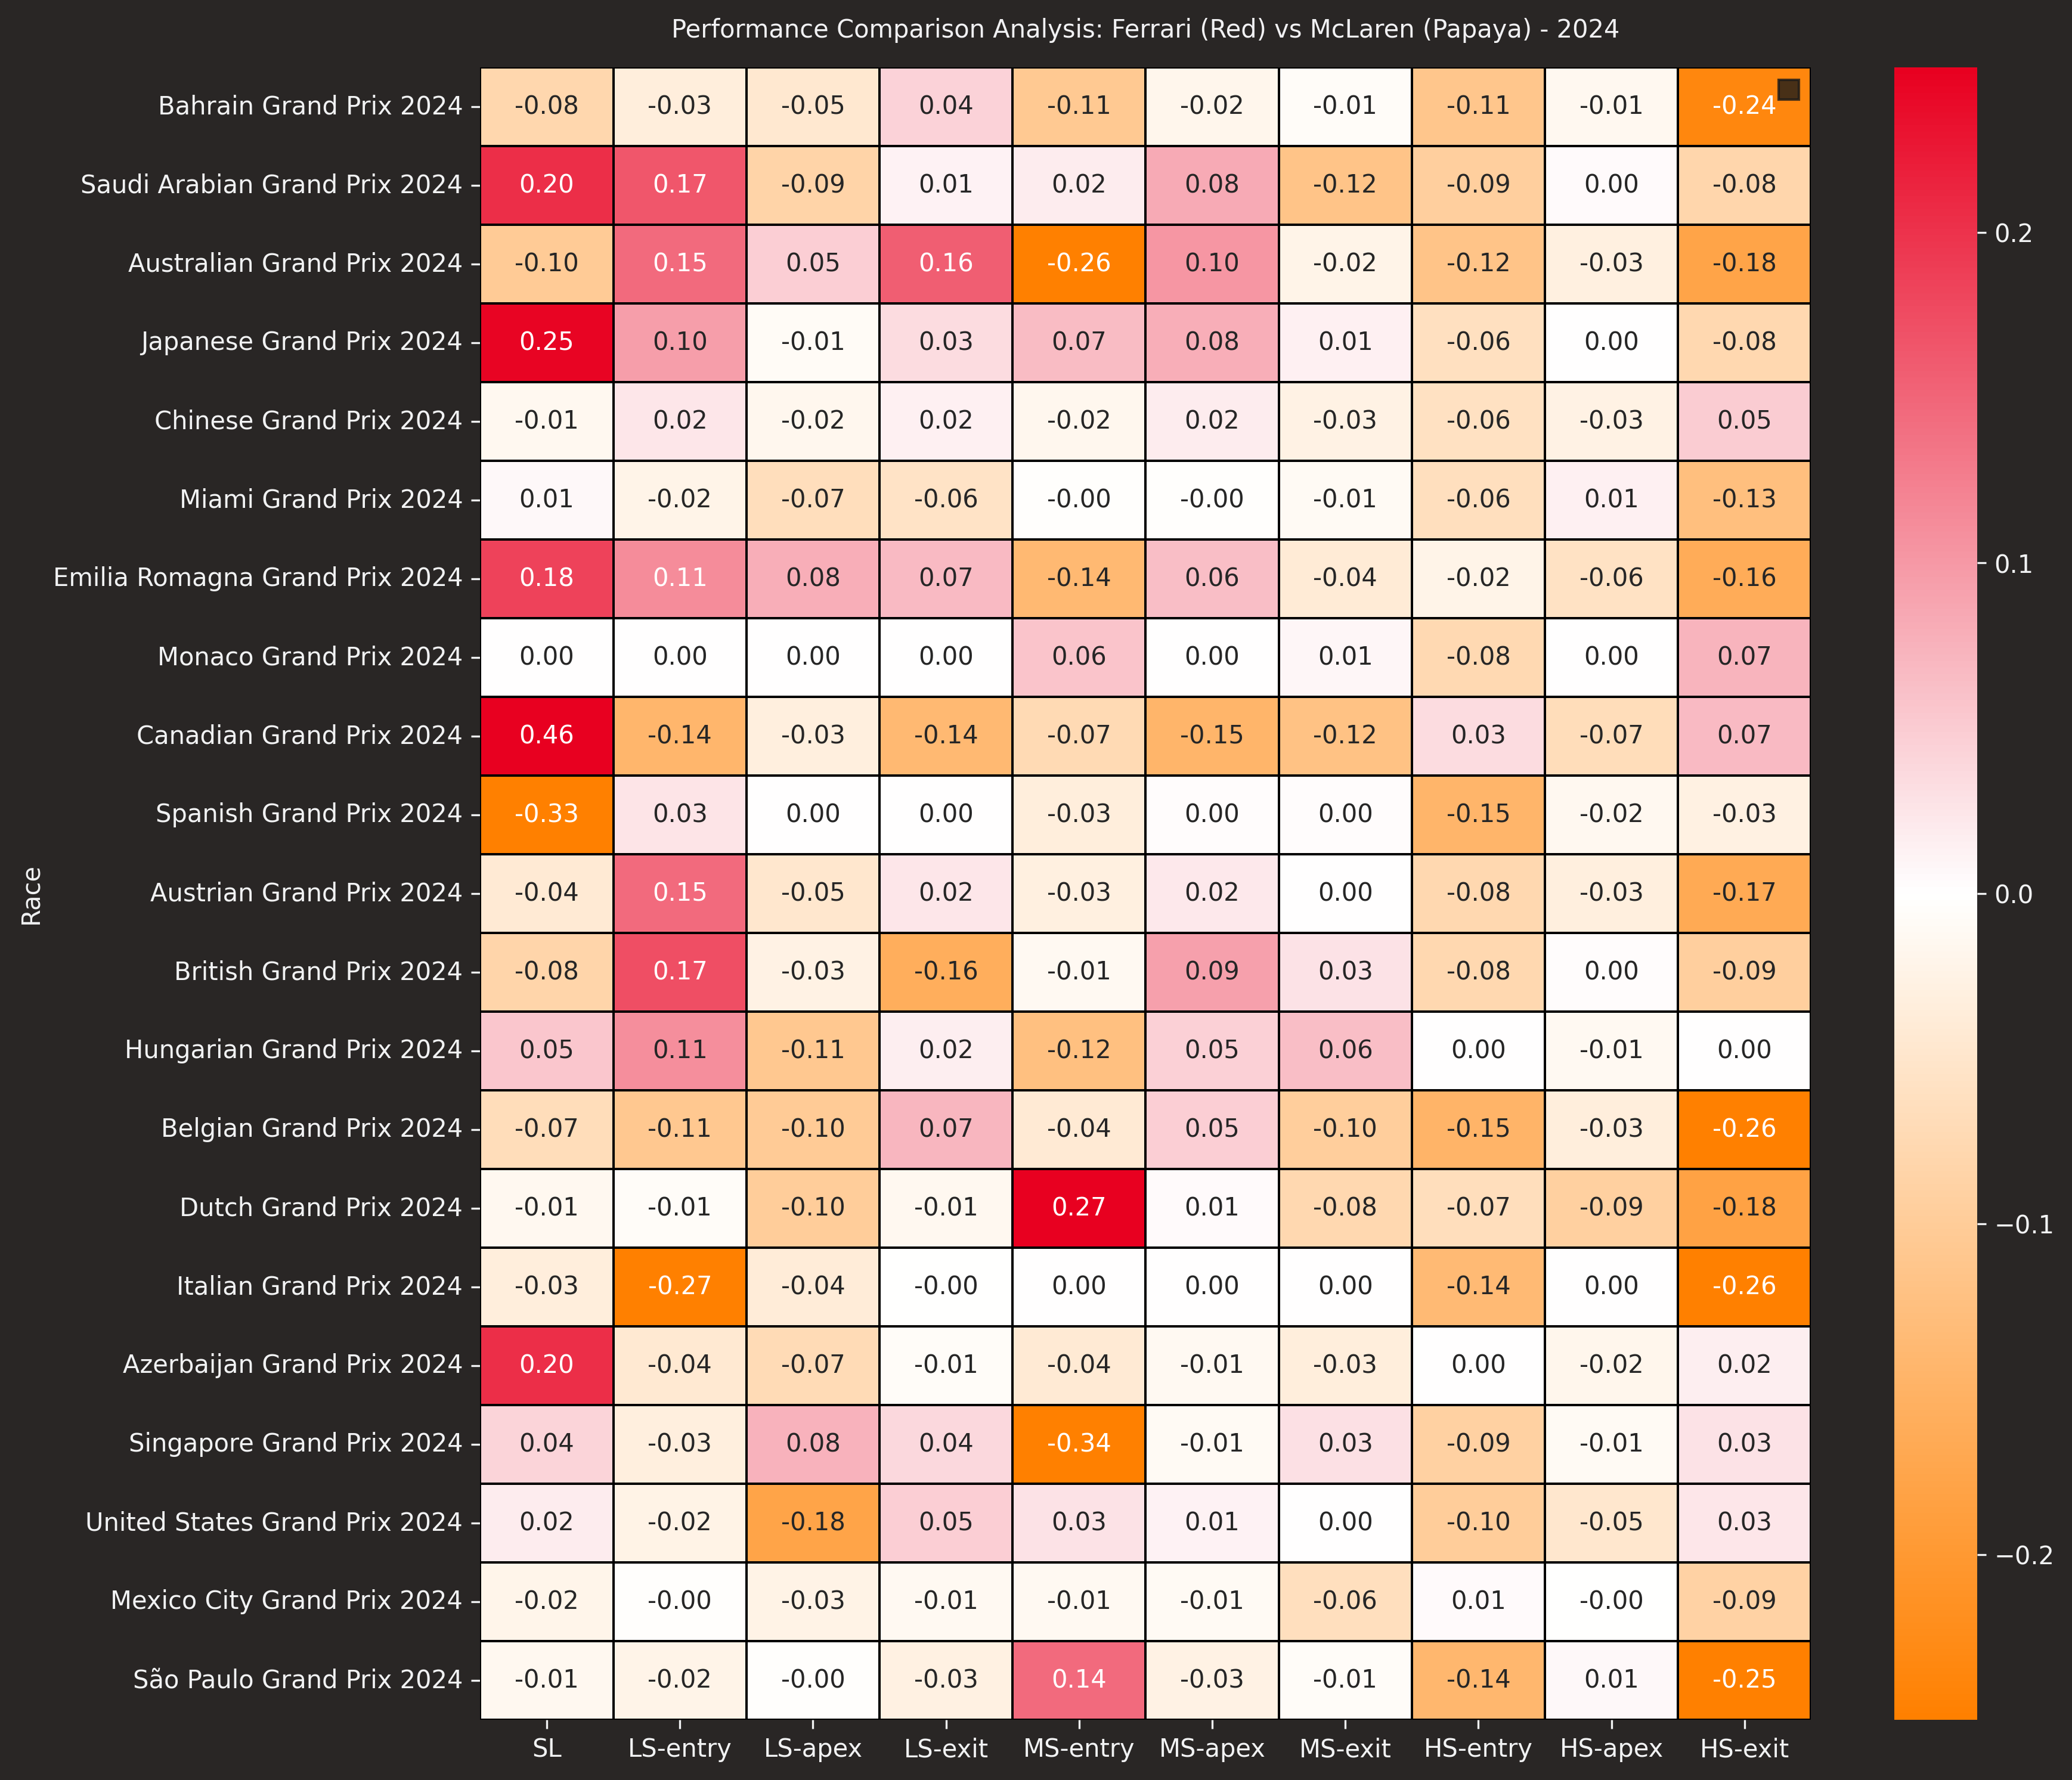 Performance Comparison Analysis: Ferrari (Red) vs McLaren (Papaya) - 2024
Race
Bahrain Grand Prix 2024 -0.08 -0.03 -0.05 0.04 -0.11 -0.02 -0.01 -0.11 -0.01 -0.24
Saudi Arabian Grand Prix 2024 0.20 0.17 -0.09 0.01 0.02 0.08 -0.12 -0.09 0.00 -0.08
Australian Grand Prix 2024 -0.10 0.15 0.05 0.16 -0.26 0.10 -0.02 -0.12 -0.03 -0.18
Japanese Grand Prix 2024 0.25 0.10 -0.01 0.03 0.07 0.08 0.01 -0.06 0.00 -0.08
Chinese Grand Prix 2024 -0.01 0.02 -0.02 0.02 -0.02 0.02 -0.03 -0.06 -0.03 0.05
Miami Grand Prix 2024 0.01 -0.02 -0.07 -0.06 -0.00 -0.00 -0.01 -0.06 0.01 -0.13
Emilia Romagna Grand Prix 2024 0.18 0.11 0.08 0.07 -0.14 0.06 -0.04 -0.02 -0.06 -0.16
Monaco Grand Prix 2024 0.00 0.00 0.00 0.00 0.06 0.00 0.01 -0.08 0.00 0.07
Canadian Grand Prix 2024 0.46 -0.14 -0.03 -0.14 -0.07 -0.15 -0.12 0.03 -0.07 0.07
Spanish Grand Prix 2024 -0.33 0.03 0.00 0.00 -0.03 0.00 0.00 -0.15 -0.02 -0.03
Austrian Grand Prix 2024 -0.04 0.15 -0.05 0.02 -0.03 0.02 0.00 -0.08 -0.03 -0.17
British Grand Prix 2024 -0.08 0.17 -0.03 -0.16 -0.01 0.09 0.03 -0.08 0.00 -0.09
Hungarian Grand Prix 2024 0.05 0.11 -0.11 0.02 -0.12 0.05 0.06 0.00 -0.01 0.00
Belgian Grand Prix 2024 -0.07 -0.11 -0.10 0.07 -0.04 0.05 -0.10 -0.15 -0.03 -0.26
Dutch Grand Prix 2024 -0.01 -0.01 -0.10 -0.01 0.27 0.01 -0.08 -0.07 -0.09 -0.18
Italian Grand Prix 2024 -0.03 -0.27 -0.04 -0.00 0.00 0.00 0.00 -0.14 0.00 -0.26
Azerbaijan Grand Prix 2024 0.20 -0.04 -0.07 -0.01 -0.04 -0.01 -0.03 0.00 -0.02 0.02
Singapore Grand Prix 2024 0.04 -0.03 0.08 0.04 -0.34 -0.01 0.03 -0.09 -0.01 0.03
United States Grand Prix 2024 0.02 -0.02 -0.18 0.05 0.03 0.01 0.00 -0.10 -0.05 0.03
Mexico City Grand Prix 2024 -0.02 -0.00 -0.03 -0.01 -0.01 -0.01 -0.06 0.01 -0.00 -0.09
São Paulo Grand Prix 2024 -0.01 -0.02 -0.00 -0.03 0.14 -0.03 -0.01 -0.14 0.01 -0.25
SL LS-entry LS-apex LS-exit MS-entry MS-apex MS-exit HS-entry HS-apex HS-exit
0.2
0.1
0.0
−0.1
−0.2